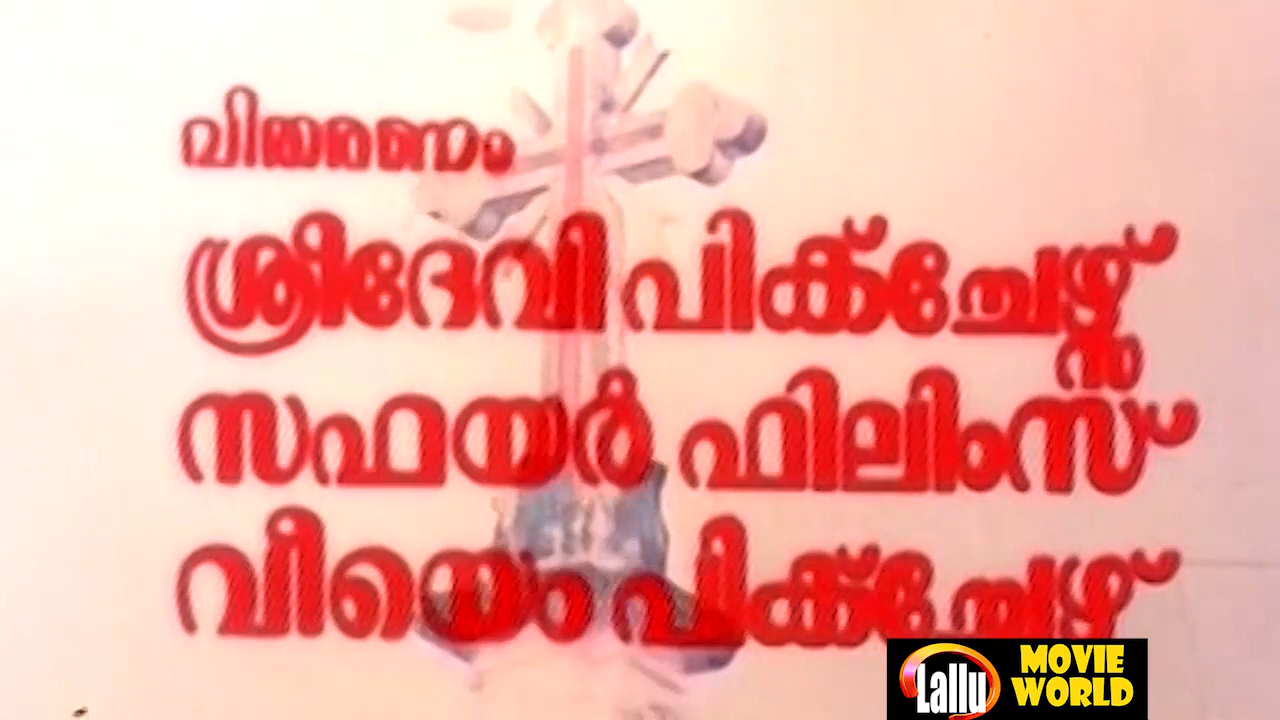 വിതരണം
ശ്രീദേവി പിക്ക്ചേഴ്സ്
സഫയർ ഫിലിംസ്
വീയൊ പിക്ക്ചേഴ്
Lallu MOVIE WORLD